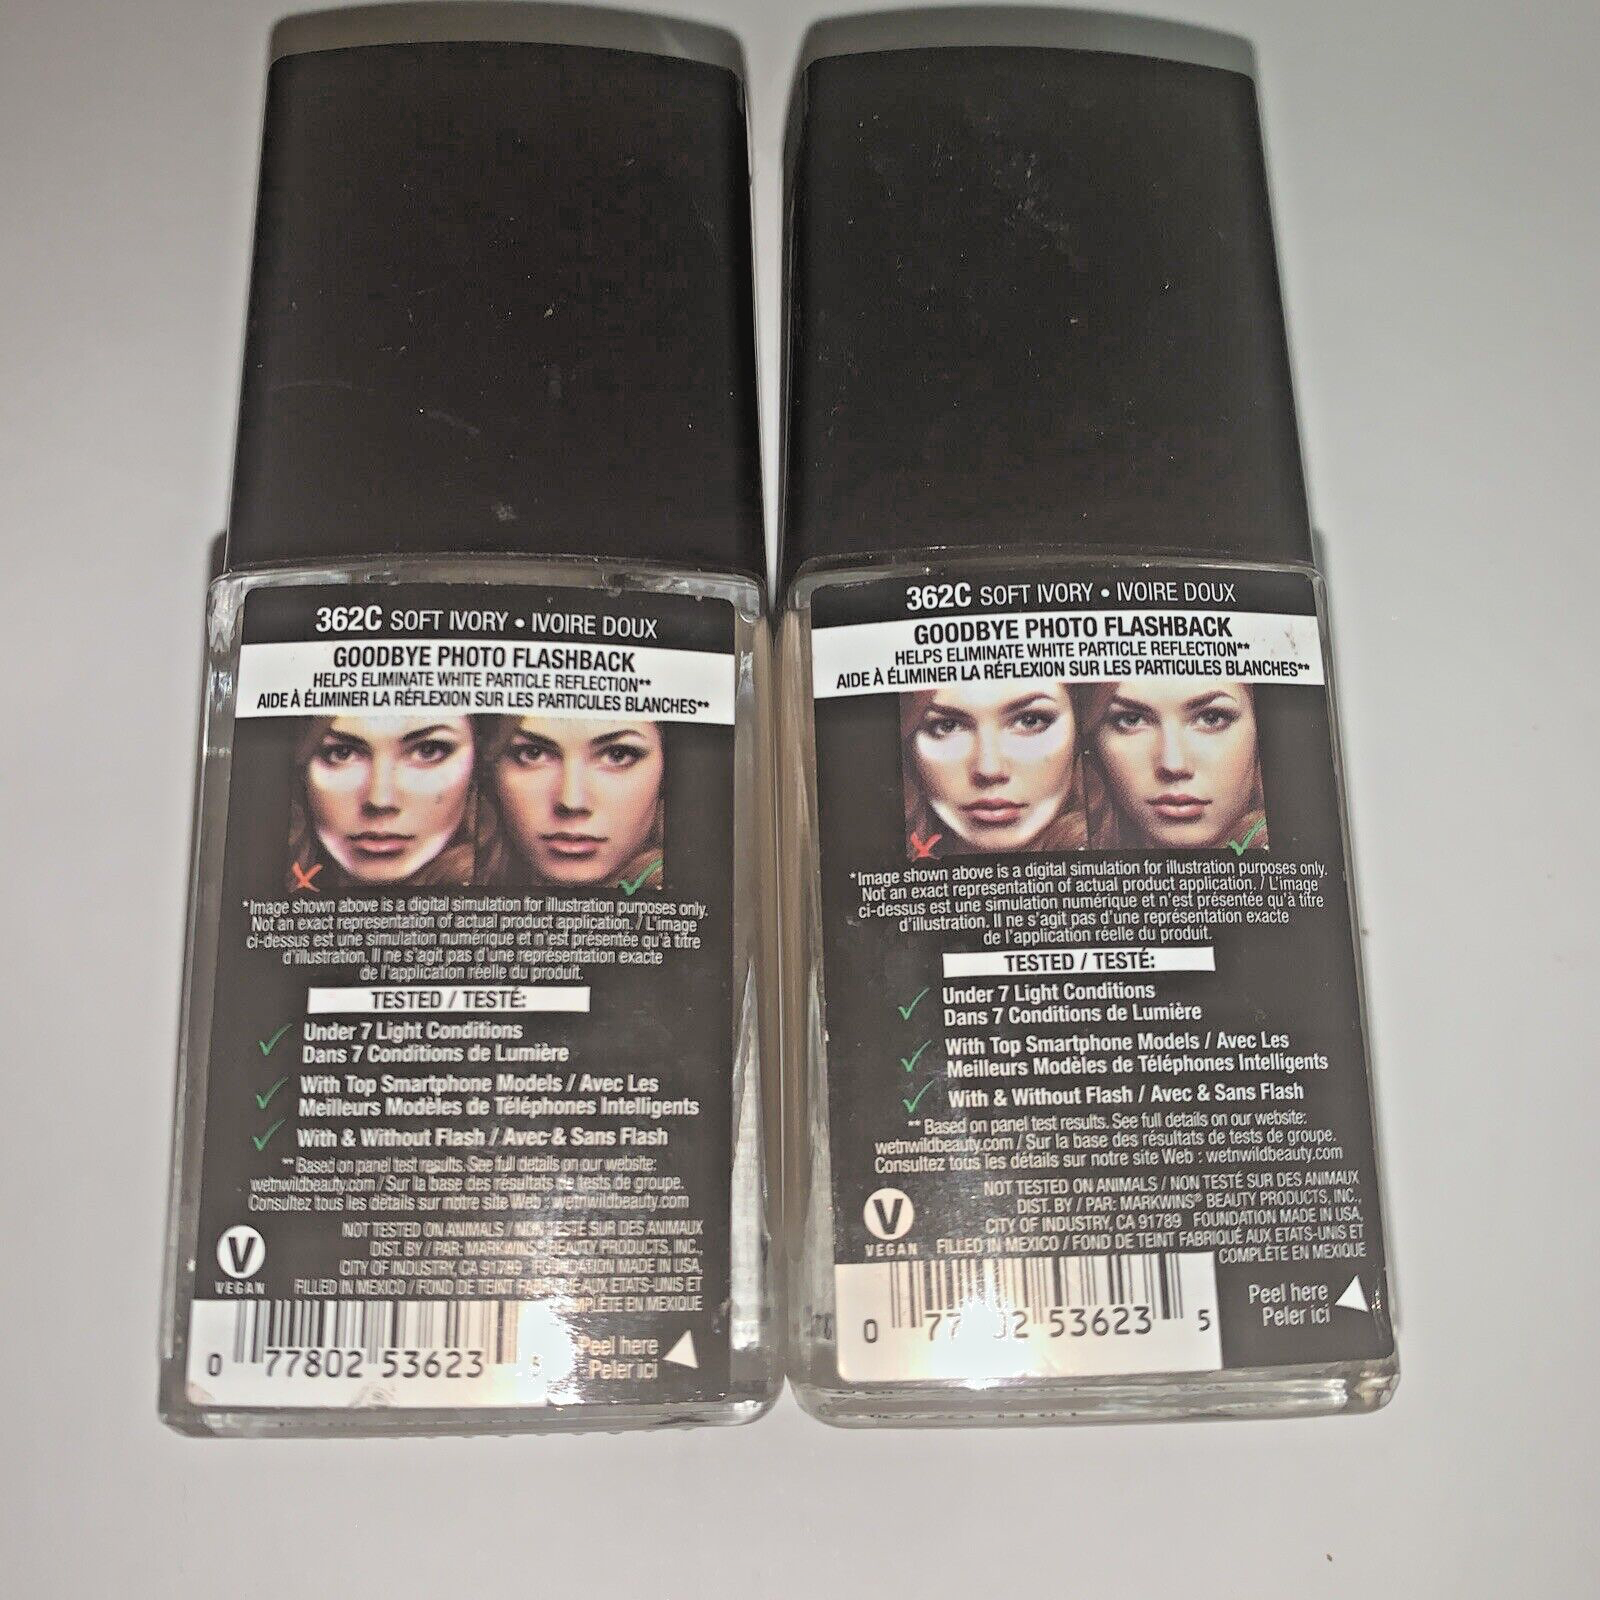 362C SOFT IVORY • IVOIRE DOUX
GOODBYE PHOTO FLASHBACK
HELPS ELIMINATE WHITE PARTICLE REFLECTION**
AIDE À ÉLIMINER LA RÉFLEXION SUR LES PARTICULES BLANCHES**
*Image shown above is a digital simulation for illustration purposes only.
Not an exact representation of actual product application. / L'image
ci-dessus est une simulation numérique et n'est présentée qu'à titre
d'illustration. Il ne s'agit pas d'une représentation exacte
de l'application réelle du produit.
TESTED / TESTÉ:
Under 7 Light Conditions
Dans 7 Conditions de Lumière
With Top Smartphone Models / Avec Les
Meilleurs Modèles de Téléphones Intelligents
With & Without Flash / Avec & Sans Flash
** Based on panel test results. See full details on our website:
wetnwildbeauty.com / Sur la base des résultats de tests de groupe.
Consultez tous les détails sur notre site Web : wetnwildbeauty.com
NOT TESTED ON ANIMALS / NON TESTÉ SUR DES ANIMAUX
DIST. BY / PAR: MARKWINS® BEAUTY PRODUCTS, INC.,
CITY OF INDUSTRY, CA 91789 FOUNDATION MADE IN USA,
FILLED IN MEXICO / FOND DE TEINT AUX ETATS-UNIS ET
EN MEXIQUE
V
VEGAN
Peel here
Peler ici
0 77802 53623
362C SOFT IVORY • IVOIRE DOUX
GOODBYE PHOTO FLASHBACK
HELPS ELIMINATE WHITE PARTICLE REFLECTION**
AIDE À ÉLIMINER LA RÉFLEXION SUR LES PARTICULES BLANCHES**
*Image shown above is a digital simulation for illustration purposes only.
Not an exact representation of actual product application. / L'image
ci-dessus est une simulation numérique et n'est présentée qu'à titre
d'illustration. Il ne s'agit pas d'une représentation exacte
de l'application réelle du produit.
TESTED / TESTÉ:
Under 7 Light Conditions
Dans 7 Conditions de Lumière
With Top Smartphone Models / Avec Les
Meilleurs Modèles de Téléphones Intelligents
With & Without Flash / Avec & Sans Flash
** Based on panel test results. See full details on our website:
wetnwildbeauty.com / Sur la base des résultats de tests de groupe.
Consultez tous les détails sur notre site Web : wetnwildbeauty.com
NOT TESTED ON ANIMALS / NON TESTÉ SUR DES ANIMAUX
DIST. BY / PAR: MARKWINS® BEAUTY PRODUCTS, INC.,
CITY OF INDUSTRY, CA 91789 FOUNDATION MADE IN USA,
FILLED IN MEXICO / FOND DE TEINT FABRIQUÉ AUX ETATS-UNIS ET
COMPLÈTE EN MEXIQUE
V
VEGAN
Peel here
Peler ici
0 53623 5